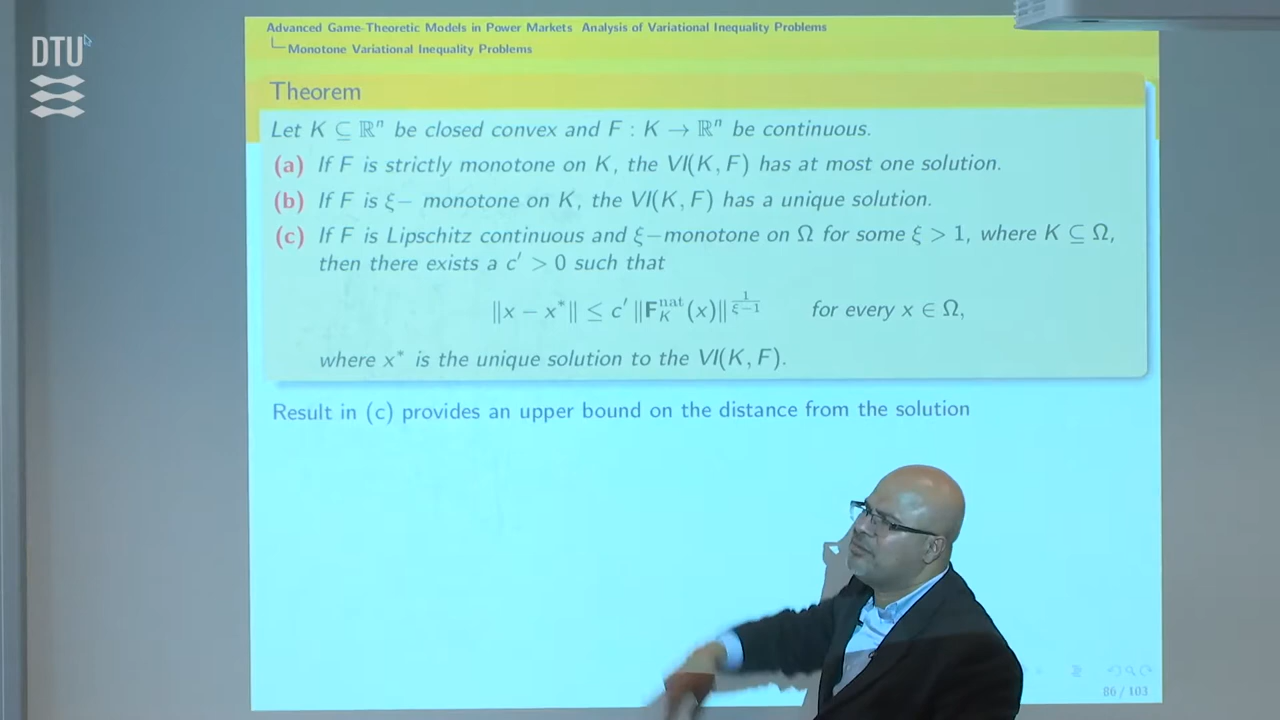 DTU
Advanced Game-Theoretic Models in Power Markets Analysis of Variational Inequality Problems
Monotone Variational Inequality Problems
Theorem
Let K ⊆ ℝⁿ be closed convex and F : K → ℝⁿ be continuous.
(a) If F is strictly monotone on K, the VI(K, F) has at most one solution.
(b) If F is ξ− monotone on K, the VI(K, F) has a unique solution.
(c) If F is Lipschitz continuous and ξ−monotone on Ω for some ξ > 1, where K ⊆ Ω,
then there exists a c′ > 0 such that
‖x − x*‖ ≤ c′ ‖F_K^nat(x)‖^(1/(ξ−1)) for every x ∈ Ω,
where x* is the unique solution to the VI(K, F).
Result in (c) provides an upper bound on the distance from the solution
86 / 103